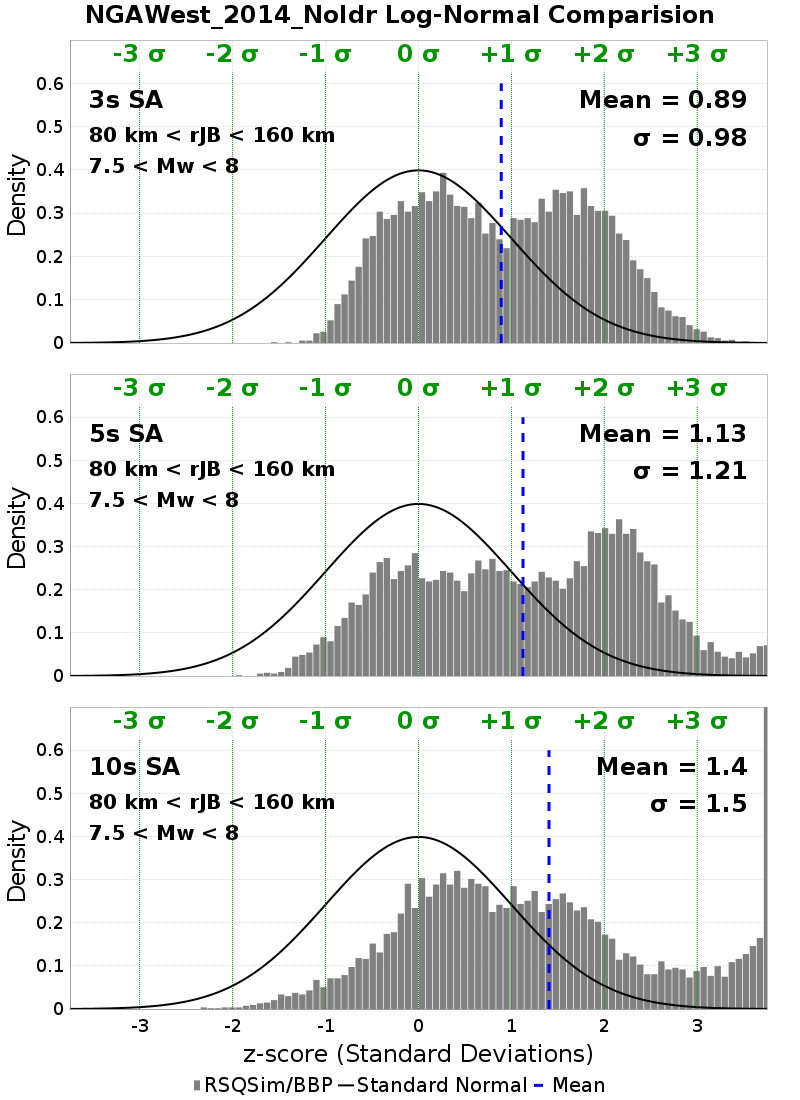 NGAWest_2014_NoIdr Log-Normal Comparision
-3 σ -2 σ -1 σ 0 σ +1 σ +2 σ +3 σ
3s SA
80 km < rJB < 160 km
7.5 < Mw < 8
Mean = 0.89
σ = 0.98
Density
0.6
0.5
0.4
0.3
0.2
0.1
0
-3 σ -2 σ -1 σ 0 σ +1 σ +2 σ +3 σ
5s SA
80 km < rJB < 160 km
7.5 < Mw < 8
Mean = 1.13
σ = 1.21
Density
0.6
0.5
0.4
0.3
0.2
0.1
0
-3 σ -2 σ -1 σ 0 σ +1 σ +2 σ +3 σ
10s SA
80 km < rJB < 160 km
7.5 < Mw < 8
Mean = 1.4
σ = 1.5
Density
0.6
0.5
0.4
0.3
0.2
0.1
0
-3 -2 -1 0 1 2 3
z-score (Standard Deviations)
RSQSim/BBP Standard Normal Mean